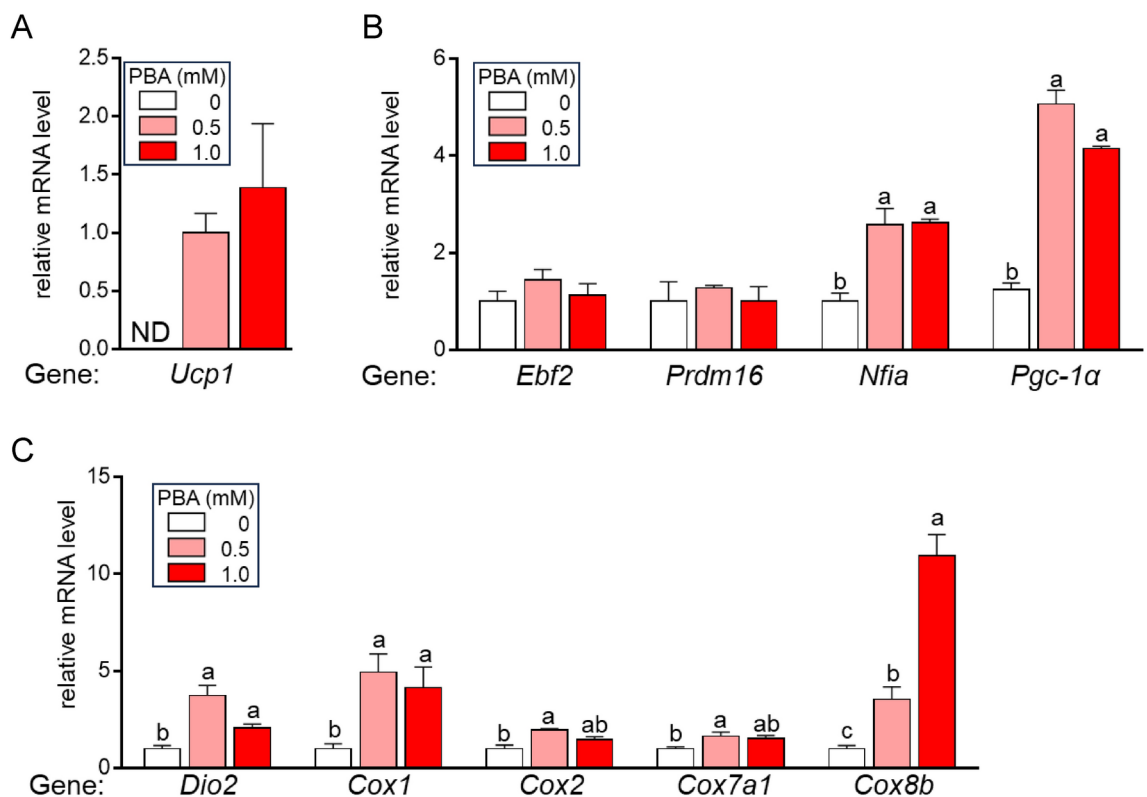 A
relative mRNA level
2.5
2.0
1.5
1.0
0.5
0.0
PBA (mM)
0
0.5
1.0
ND
Gene: Ucp1
B
relative mRNA level
6
4
2
0
PBA (mM)
0
0.5
1.0
b a a b a a
Gene: Ebf2 Prdm16 Nfia Pgc-1α
C
relative mRNA level
15
10
5
0
PBA (mM)
0
0.5
1.0
b a a b a a b a ab b a ab c b a
Gene: Dio2 Cox1 Cox2 Cox7a1 Cox8b